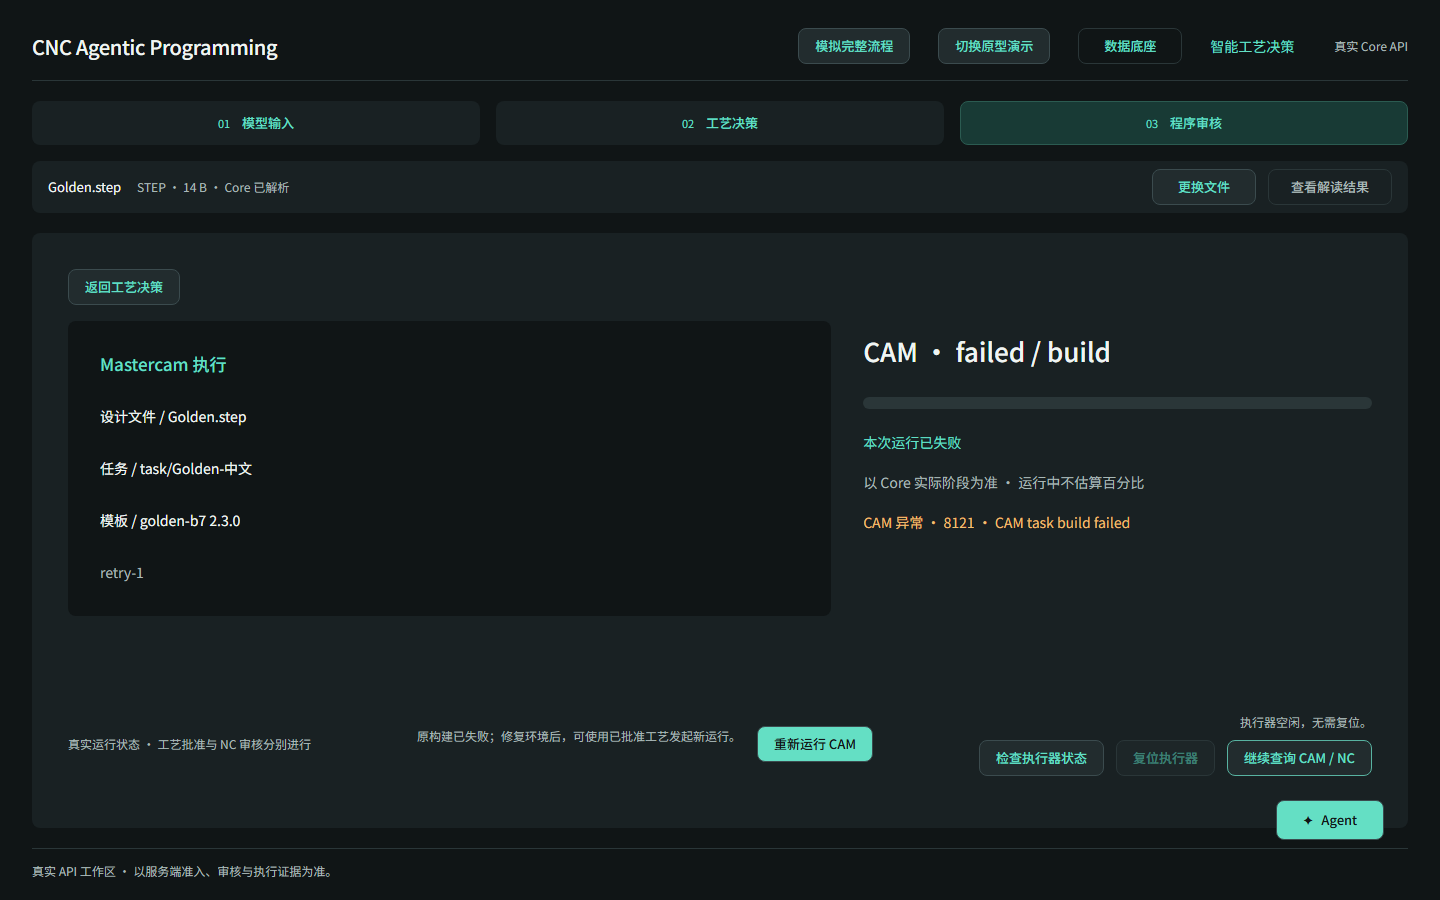 CNC Agentic Programming
模拟完整流程
切换原型演示
数据底座
智能工艺决策
真实 Core API
01 模型输入
02 工艺决策
03 程序审核
Golden.step STEP · 14 B · Core 已解析
更换文件
查看解读结果
返回工艺决策
Mastercam 执行
设计文件 / Golden.step
任务 / task/Golden-中文
模板 / golden-b7 2.3.0
retry-1
CAM · failed / build
本次运行已失败
以 Core 实际阶段为准 · 运行中不估算百分比
CAM 异常 · 8121 · CAM task build failed
真实运行状态 · 工艺批准与 NC 审核分别进行
原构建已失败；修复环境后，可使用已批准工艺发起新运行。
重新运行 CAM
执行器空闲，无需复位。
检查执行器状态
复位执行器
继续查询 CAM / NC
✦ Agent
真实 API 工作区 · 以服务端准入、审核与执行证据为准。